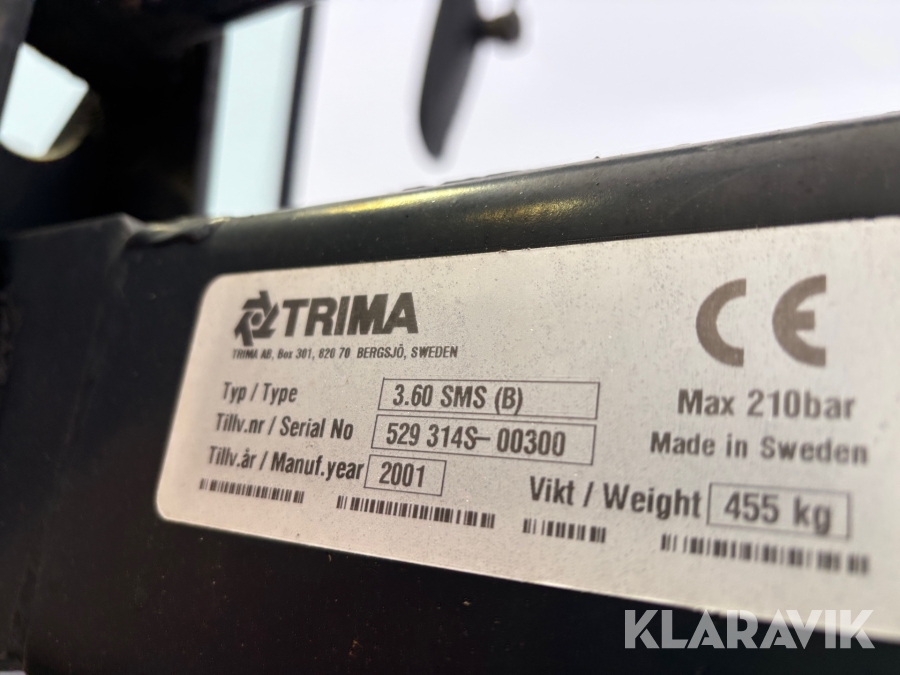 TRIMA
TRIMA AB, Box 301, 820 70 BERGSJÖ, SWEDEN
Typ / Type 3.60 SMS (B)
Tillv.nr / Serial No 529 314S-00300
Tillv.år / Manuf.year 2001
Vikt / Weight 455 kg
CE
Max 210bar
Made in Sweden
KLARAVIK